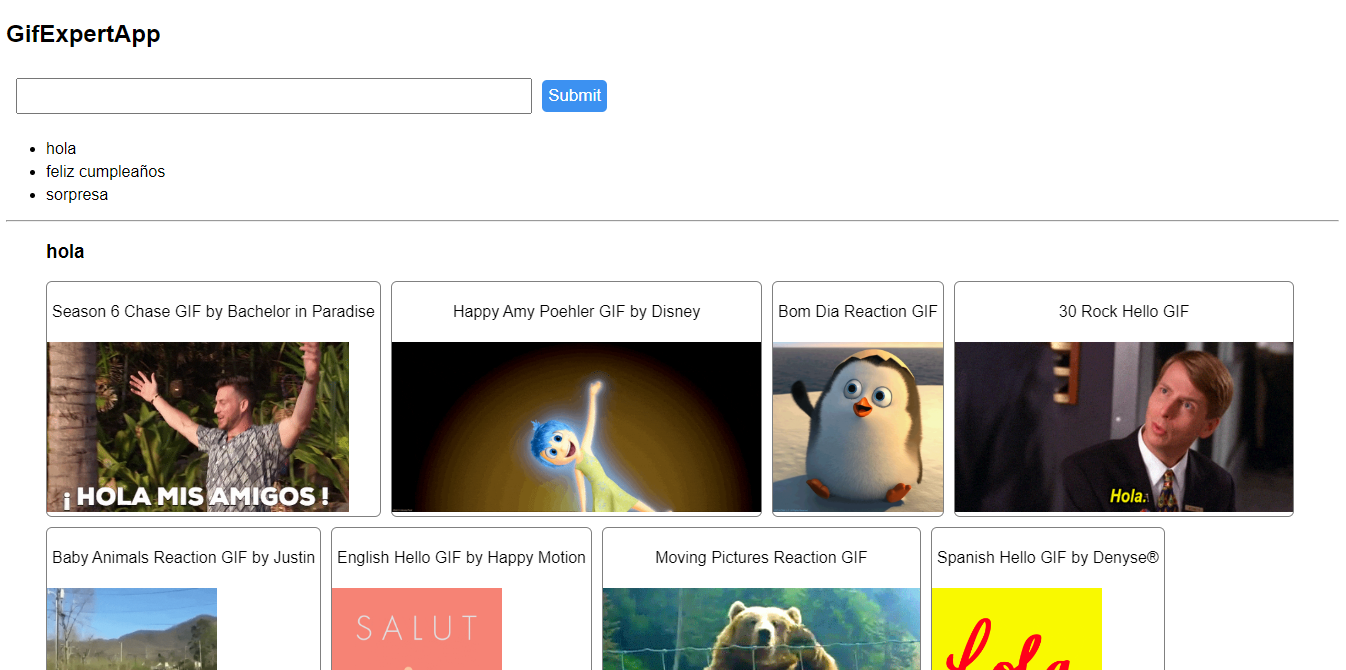 GifExpertApp
Submit
hola
feliz cumpleaños
sorpresa
hola
Season 6 Chase GIF by Bachelor in Paradise
Happy Amy Poehler GIF by Disney
Bom Dia Reaction GIF
30 Rock Hello GIF
¡ HOLA MIS AMIGOS !
Hola.
Baby Animals Reaction GIF by Justin
English Hello GIF by Happy Motion
Moving Pictures Reaction GIF
Spanish Hello GIF by Denyse®
SALUT
Hola